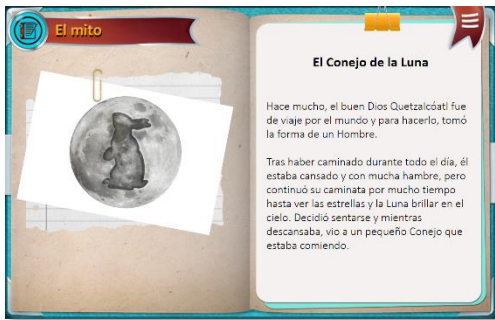 El mito
El Conejo de la Luna
Hace mucho, el buen Dios Quetzalcóatl fue
de viaje por el mundo y para hacerlo, tomó
la forma de un Hombre.
Tras haber caminado durante todo el día, él
estaba cansado y con mucha hambre, pero
continuó su caminata por mucho tiempo
hasta ver las estrellas y la Luna brillar en el
cielo. Decidió sentarse y mientras
descansaba, vio a un pequeño Conejo que
estaba comiendo.